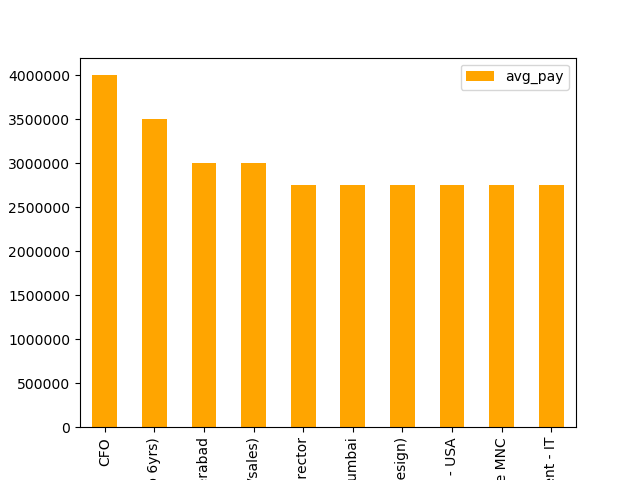 avg_pay
4000000
3500000
3000000
2500000
2000000
1500000
1000000
500000
0
CFO
6yrs)
erabad
sales)
rector
umbai
esign)
- USA
e MNC
ent - IT